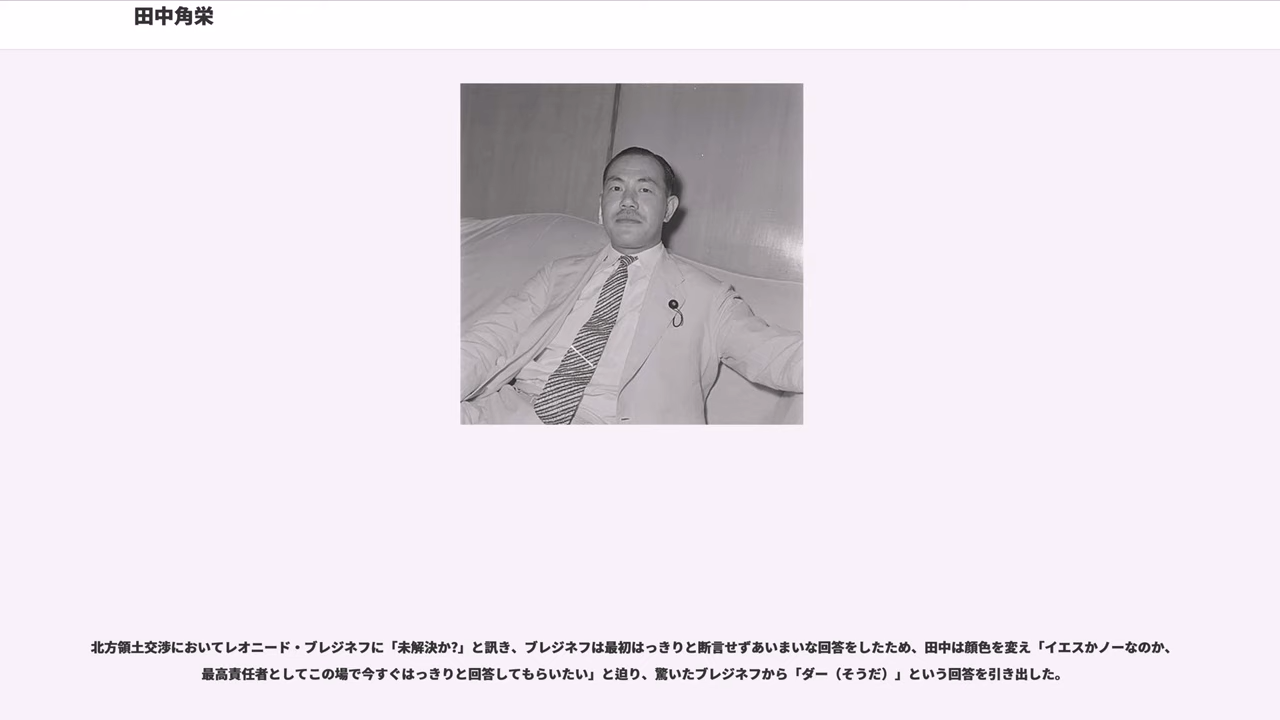 田中角栄
北方領土交渉においてレオニード・ブレジネフに「未解決か?」と訊き、ブレジネフは最初はっきりと断言せずあいまいな回答をしたため、田中は顔色を変え「イエスかノーなのか、
最高責任者としてこの場で今すぐはっきりと回答してもらいたい」と迫り、驚いたブレジネフから「ダー（そうだ）」という回答を引き出した。